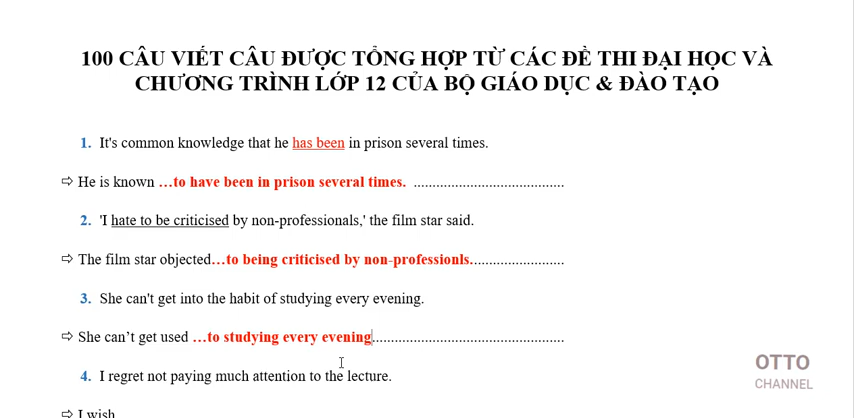 100 CÂU VIẾT CÂU ĐƯỢC TỔNG HỢP TỪ CÁC ĐỀ THI ĐẠI HỌC VÀ
CHƯƠNG TRÌNH LỚP 12 CỦA BỘ GIÁO DỤC & ĐÀO TẠO
1. It's common knowledge that he has been in prison several times.
⇨ He is known …to have been in prison several times. ........................................
2. 'I hate to be criticised by non-professionals,' the film star said.
⇨ The film star objected…to being criticised by non-professionls.........................
3. She can't get into the habit of studying every evening.
⇨ She can’t get used …to studying every evening...................................................
4. I regret not paying much attention to the lecture.
⇨ I wish
OTTO
CHANNEL